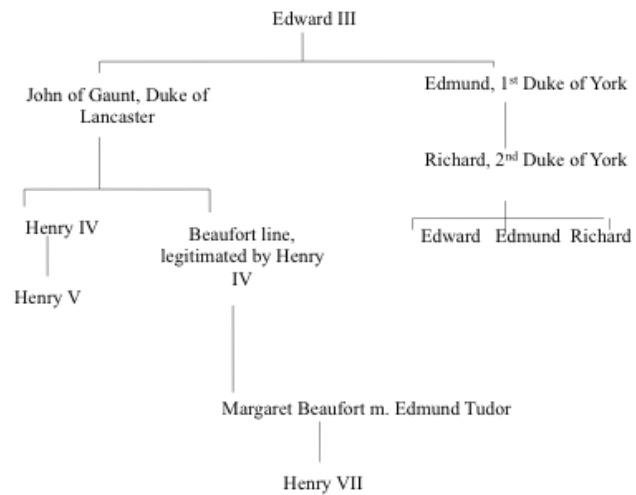 Edward III
John of Gaunt, Duke of
Lancaster
Edmund, 1st Duke of York
Richard, 2nd Duke of York
Henry IV
Beaufort line,
legitimated by Henry
IV
Edward Edmund Richard
Henry V
Margaret Beaufort m. Edmund Tudor
Henry VII